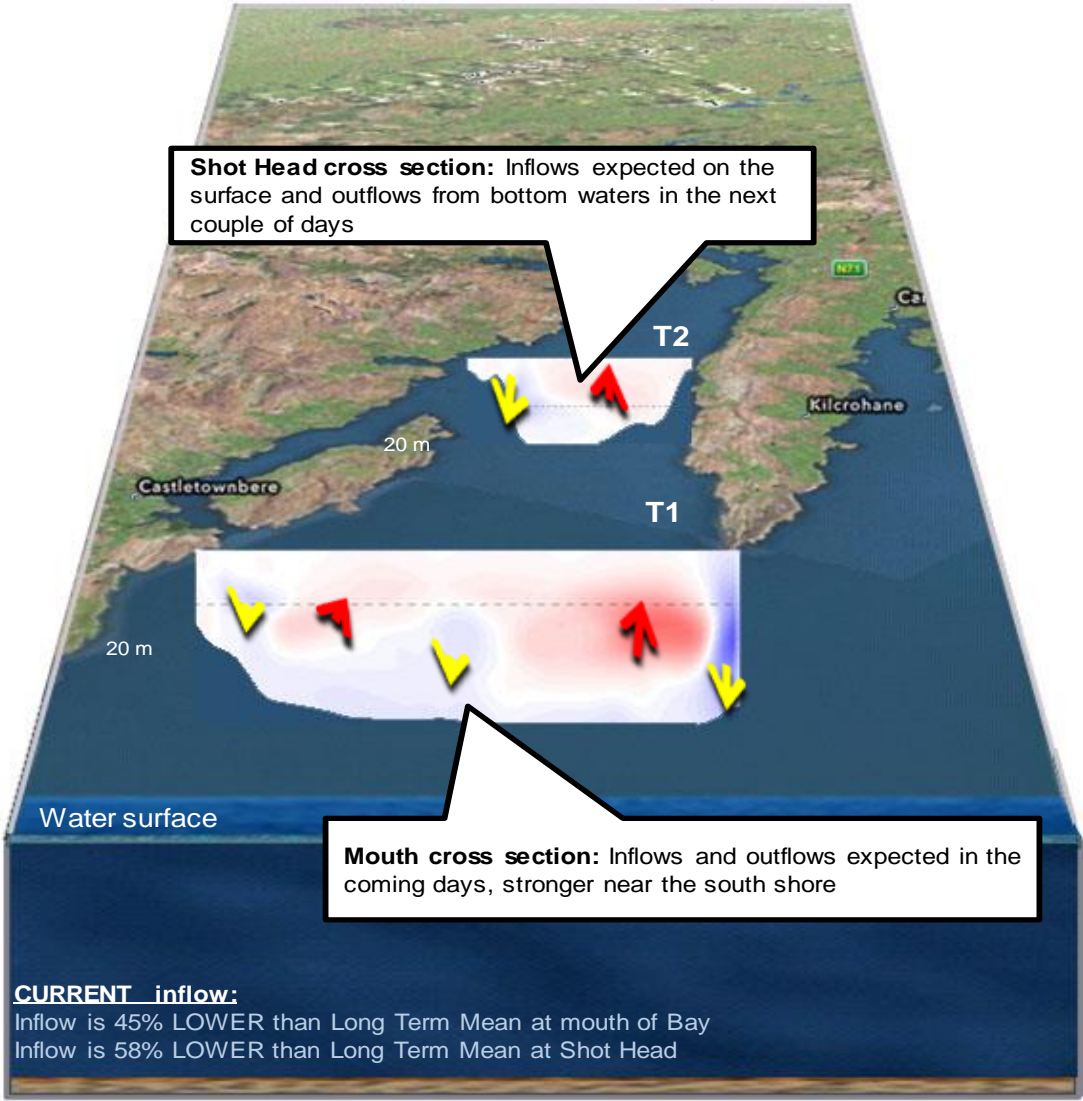 Shot Head cross section: Inflows expected on the
surface and outflows from bottom waters in the next
couple of days
N71
Ca
T2
Kilcrohane
20 m
Castletownbere
T1
20 m
Water surface
Mouth cross section: Inflows and outflows expected in the
coming days, stronger near the south shore
CURRENT inflow:
Inflow is 45% LOWER than Long Term Mean at mouth of Bay
Inflow is 58% LOWER than Long Term Mean at Shot Head